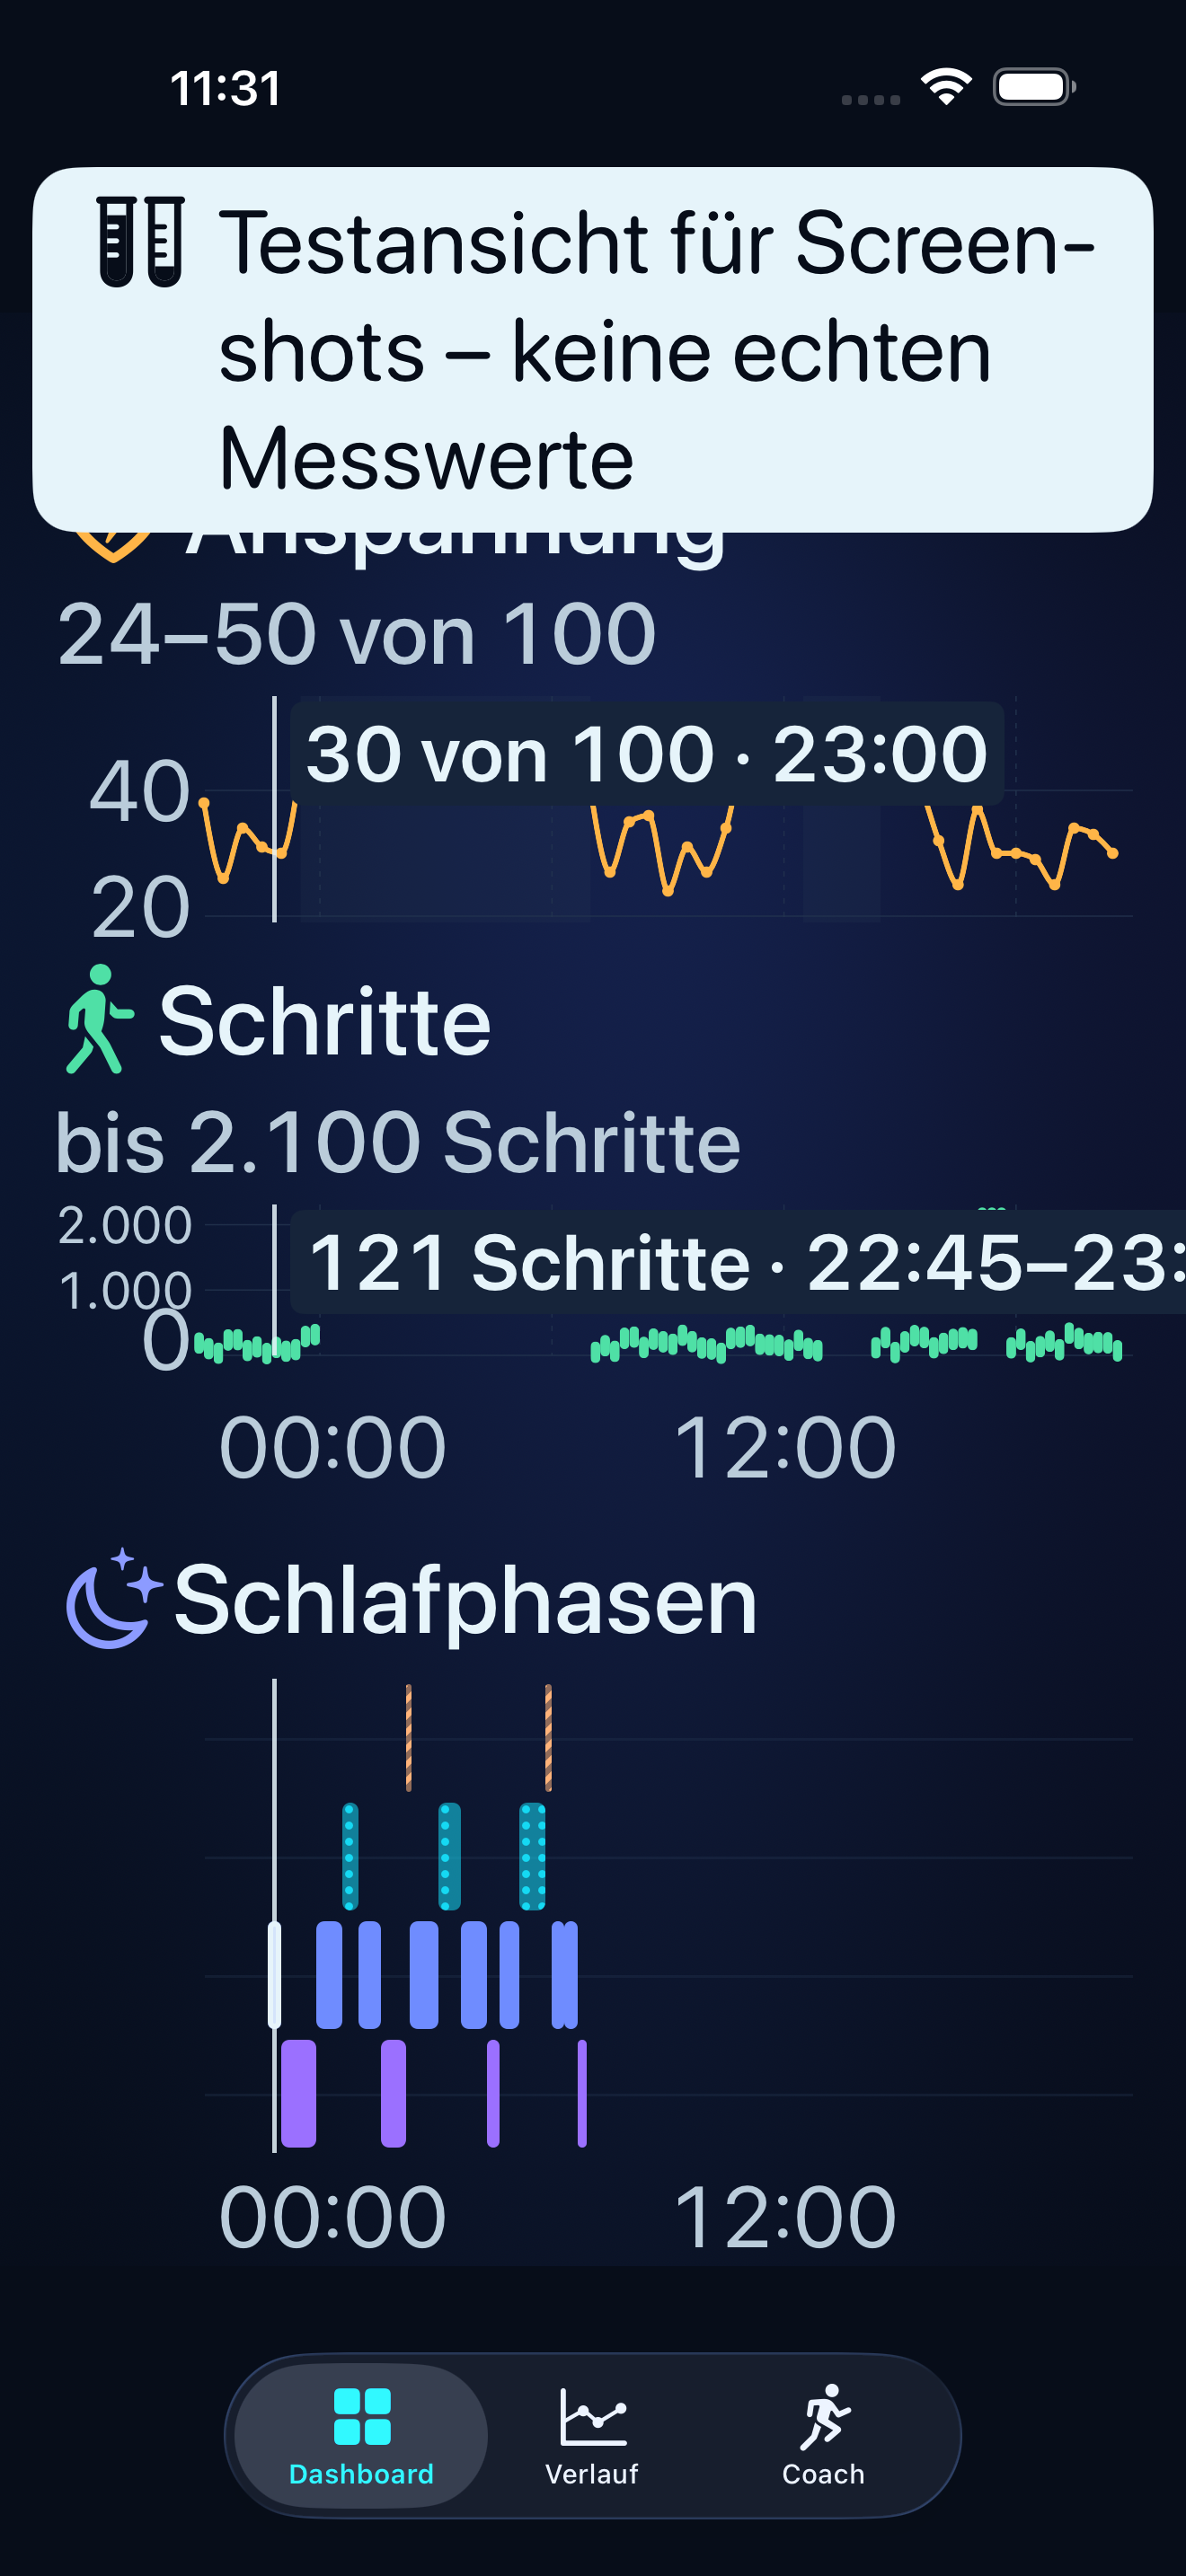 11:31
Testansicht für Screen-
shots – keine echten
Messwerte
Anspannung
24–50 von 100
30 von 100 · 23:00
40
20
Schritte
bis 2.100 Schritte
2.000
121 Schritte · 22:45–23:
1.000
0
00:00 12:00
Schlafphasen
00:00 12:00
Dashboard Verlauf Coach